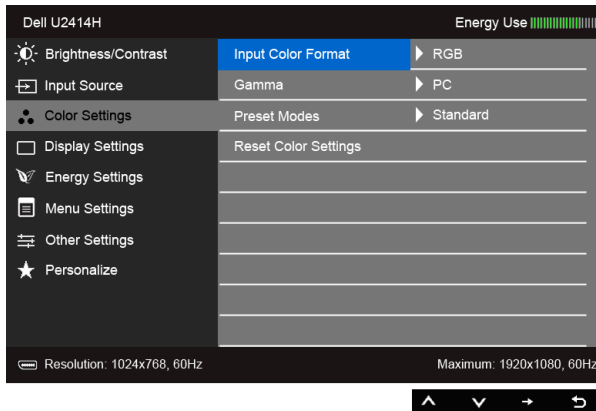 Dell U2414H
Energy Use
Brightness/Contrast
Input Color Format
RGB
Input Source
Gamma
PC
Color Settings
Preset Modes
Standard
Display Settings
Reset Color Settings
Energy Settings
Menu Settings
Other Settings
Personalize
Resolution: 1024x768, 60Hz
Maximum: 1920x1080, 60Hz